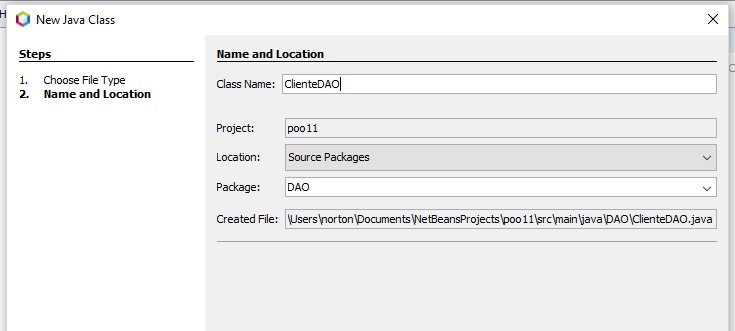 New Java Class
Steps
1. Choose File Type
2. Name and Location
Name and Location
Class Name: ClienteDAO
Project: poo11
Location: Source Packages
Package: DAO
Created File: \Users\norton\Documents\NetBeansProjects\poo11\src\main\java\DAO\ClienteDAO.java